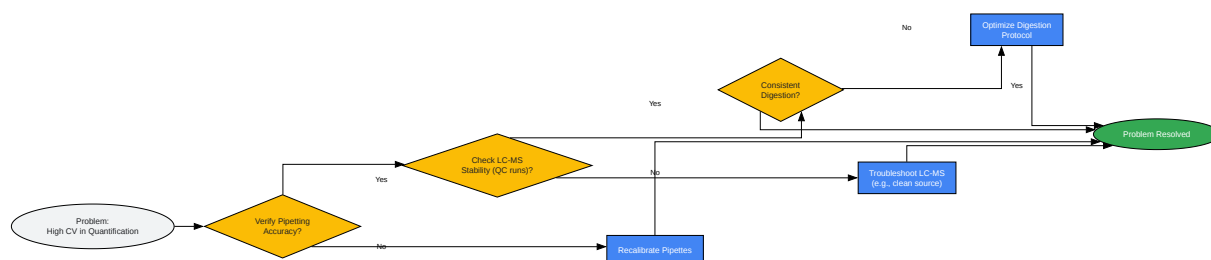 Problem:
High CV in Quantification
Verify Pipetting
Accuracy?
Yes
No
Check LC-MS
Stability (QC runs)?
Recalibrate Pipettes
Yes
No
Consistent
Digestion?
Troubleshoot LC-MS
(e.g., clean source)
No
Optimize Digestion
Protocol
Yes
Problem Resolved